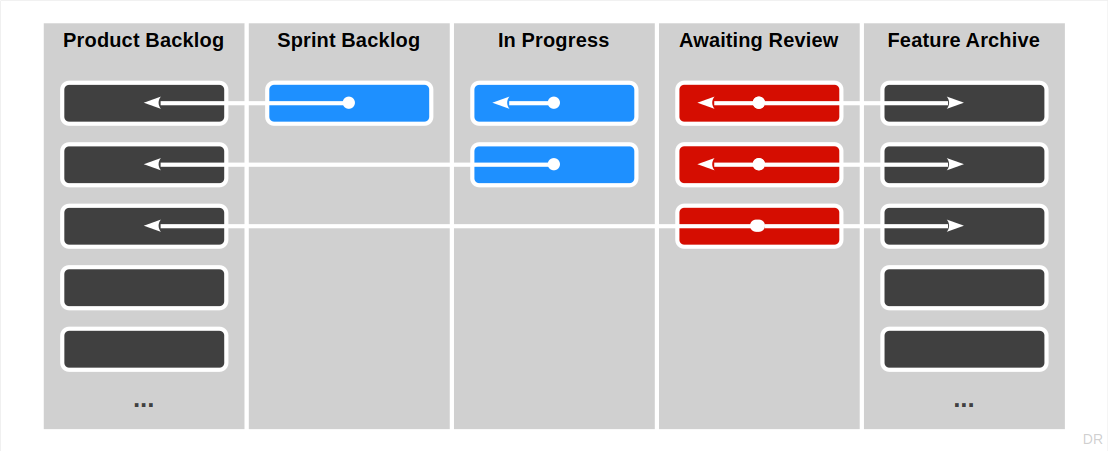 Product Backlog
Sprint Backlog
In Progress
Awaiting Review
Feature Archive
...
...
DR